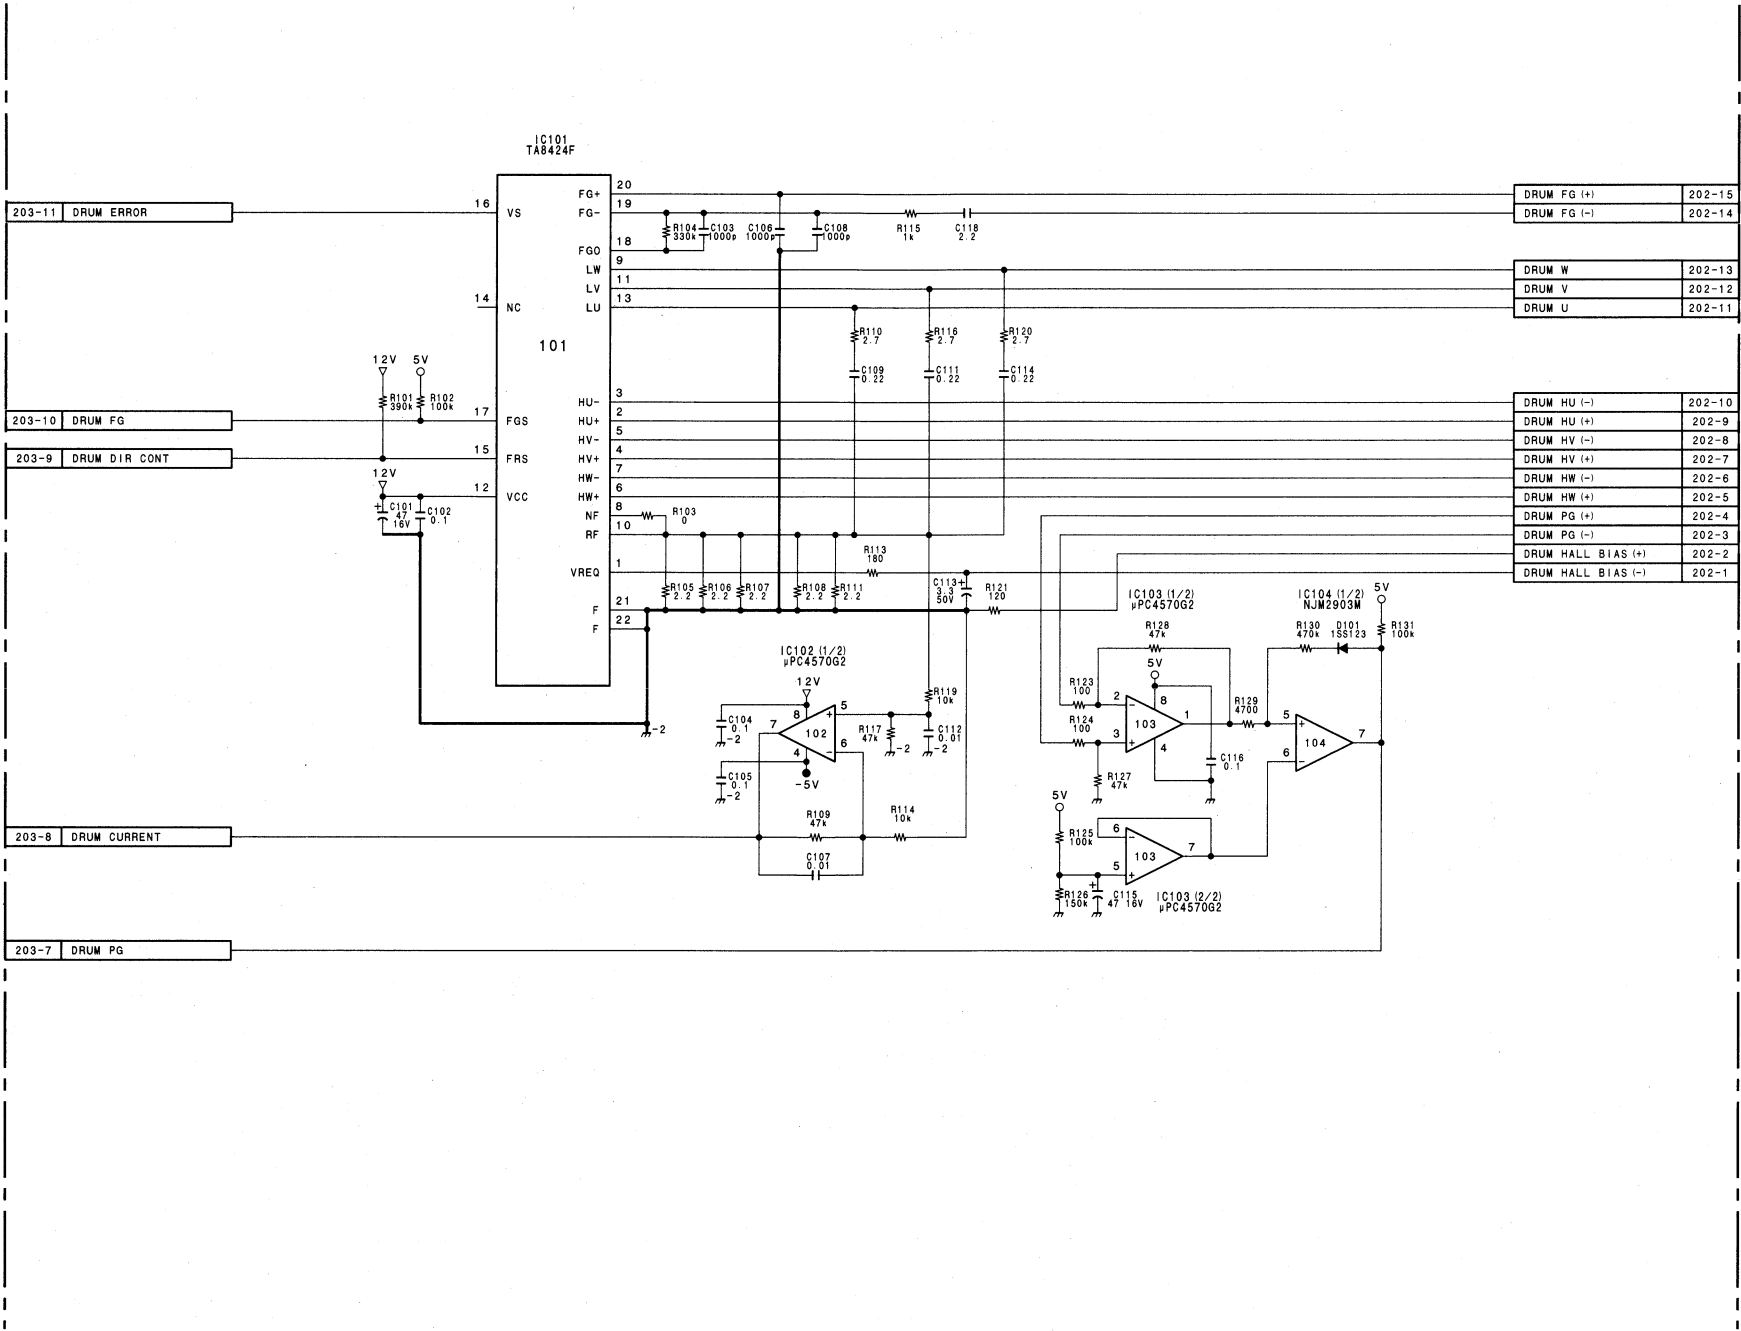 IC101
TA8424F
203-11 DRUM ERROR
16 VS
14 NC
101
12V 5V
R101
390k
R102
100k
203-10 DRUM FG
17 FGS
203-9 DRUM DIR CONT
15 FRS
12V
12 VCC
+ C101
47
16V
C102
0.1
FG+ 20
FG- 19
FGO 18
LW 9
LV 11
LU 13
HU- 3
HU+ 2
HV- 5
HV+ 4
HW- 7
HW+ 6
NF 8
RF 10
VREQ 1
F 21
F 22
-2
R104
330k
C103
1000p
C106
1000p
C108
1000p
R115
1k
C118
2.2
R110
2.7
R116
2.7
R120
2.7
C109
0.22
C111
0.22
C114
0.22
R103
0
R113
180
R105
2.2
R106
2.2
R107
2.2
R108
2.2
R111
2.2
C113 +
3.3
50V
R121
120
DRUM FG (+) 202-15
DRUM FG (-) 202-14
DRUM W 202-13
DRUM V 202-12
DRUM U 202-11
DRUM HU (-) 202-10
DRUM HU (+) 202-9
DRUM HV (-) 202-8
DRUM HV (+) 202-7
DRUM HW (-) 202-6
DRUM HW (+) 202-5
DRUM PG (+) 202-4
DRUM PG (-) 202-3
DRUM HALL BIAS (+) 202-2
DRUM HALL BIAS (-) 202-1
IC102 (1/2)
μPC4570G2
12V
C104
0.1
-2
7 8 102 + 5
4 - 6
-5V
C105
0.1
-2
R117
47k
-2
R119
10k
C112
0.01
-2
R109
47k
R114
10k
C107
0.01
203-8 DRUM CURRENT
203-7 DRUM PG
IC103 (1/2)
μPC4570G2
R128
47k
5V
R123
100
2 - 8
103 1
R124
100
3 + 4
R127
47k
C116
0.1
R129
4700
IC104 (1/2)
NJM2903M
5V
R130
470k
D101
1SS123
R131
100k
5 +
104 7
6 -
5V
R125
100k
6 -
103 7
5 +
R126
150k
+ C115
47 16V
IC103 (2/2)
μPC4570G2